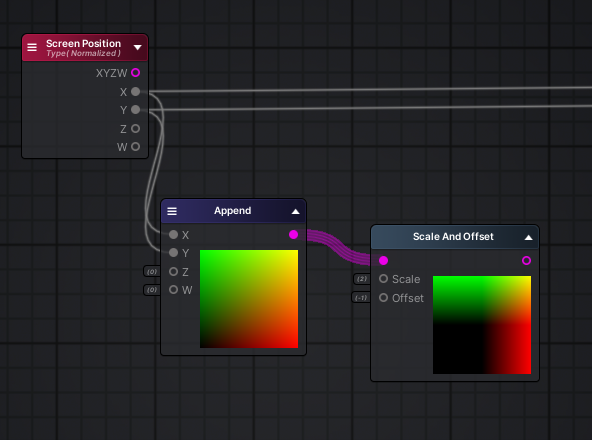 Screen Position
Type( Normalized )
XYZW
X
Y
Z
W
Append
X
Y
(0) Z
(0) W
Scale And Offset
(2) Scale
(-1) Offset